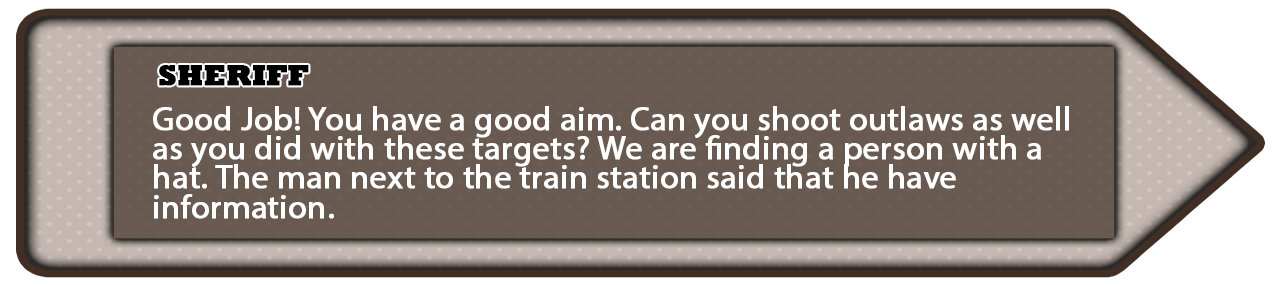 SHERIFF
Good Job! You have a good aim. Can you shoot outlaws as well
as you did with these targets? We are finding a person with a
hat. The man next to the train station said that he have
information.